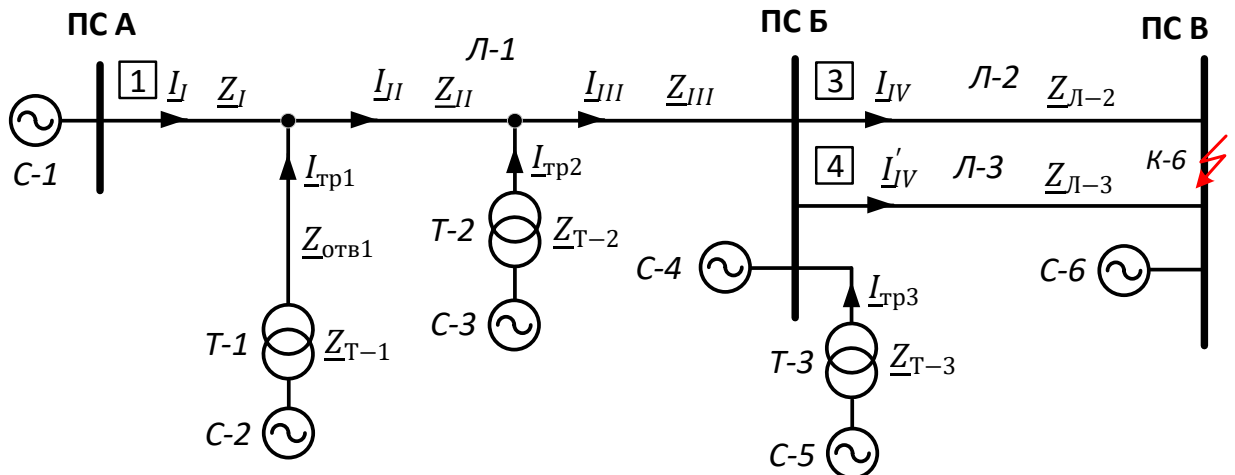 ПС А
ПС Б
ПС В
1
I_I
Z_I
I_II
Л-1
Z_II
I_III
Z_III
3
I_IV
Л-2
Z_Л−2
С-1
I_тр1
I_тр2
4
I'_IV
Л-3
Z_Л−3
К-6
Z_отв1
Т-2
Z_Т−2
С-4
С-6
I_тр3
Т-1
Z_Т−1
С-3
Т-3
Z_Т−3
С-2
С-5